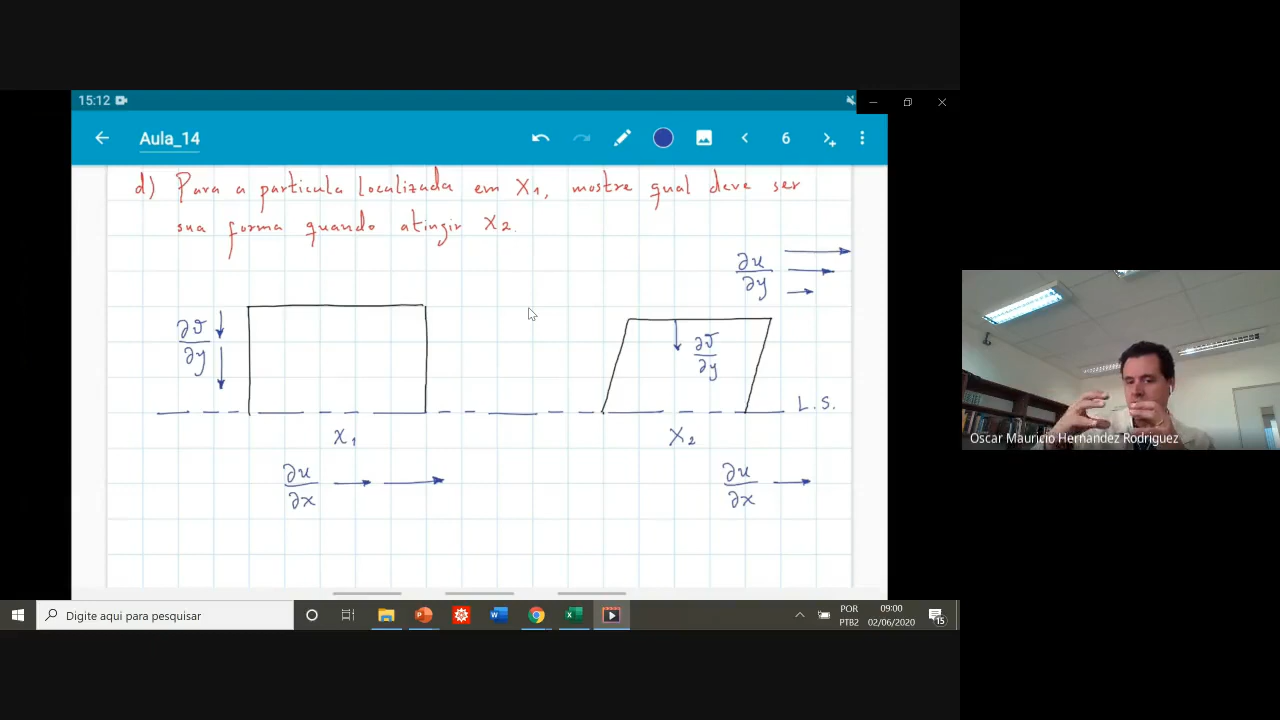 15:12
Aula_14
6
d) Para a particula localizada em X1, mostre qual deve ser
sua forma quando atingir X2.
∂u
∂y
∂v
∂y
∂v
∂y
L.S.
x1
X2
∂u
∂x
∂u
∂x
Oscar Mauricio Hernandez Rodriguez
Digite aqui para pesquisar
POR
PTB2
09:00
02/06/2020
15